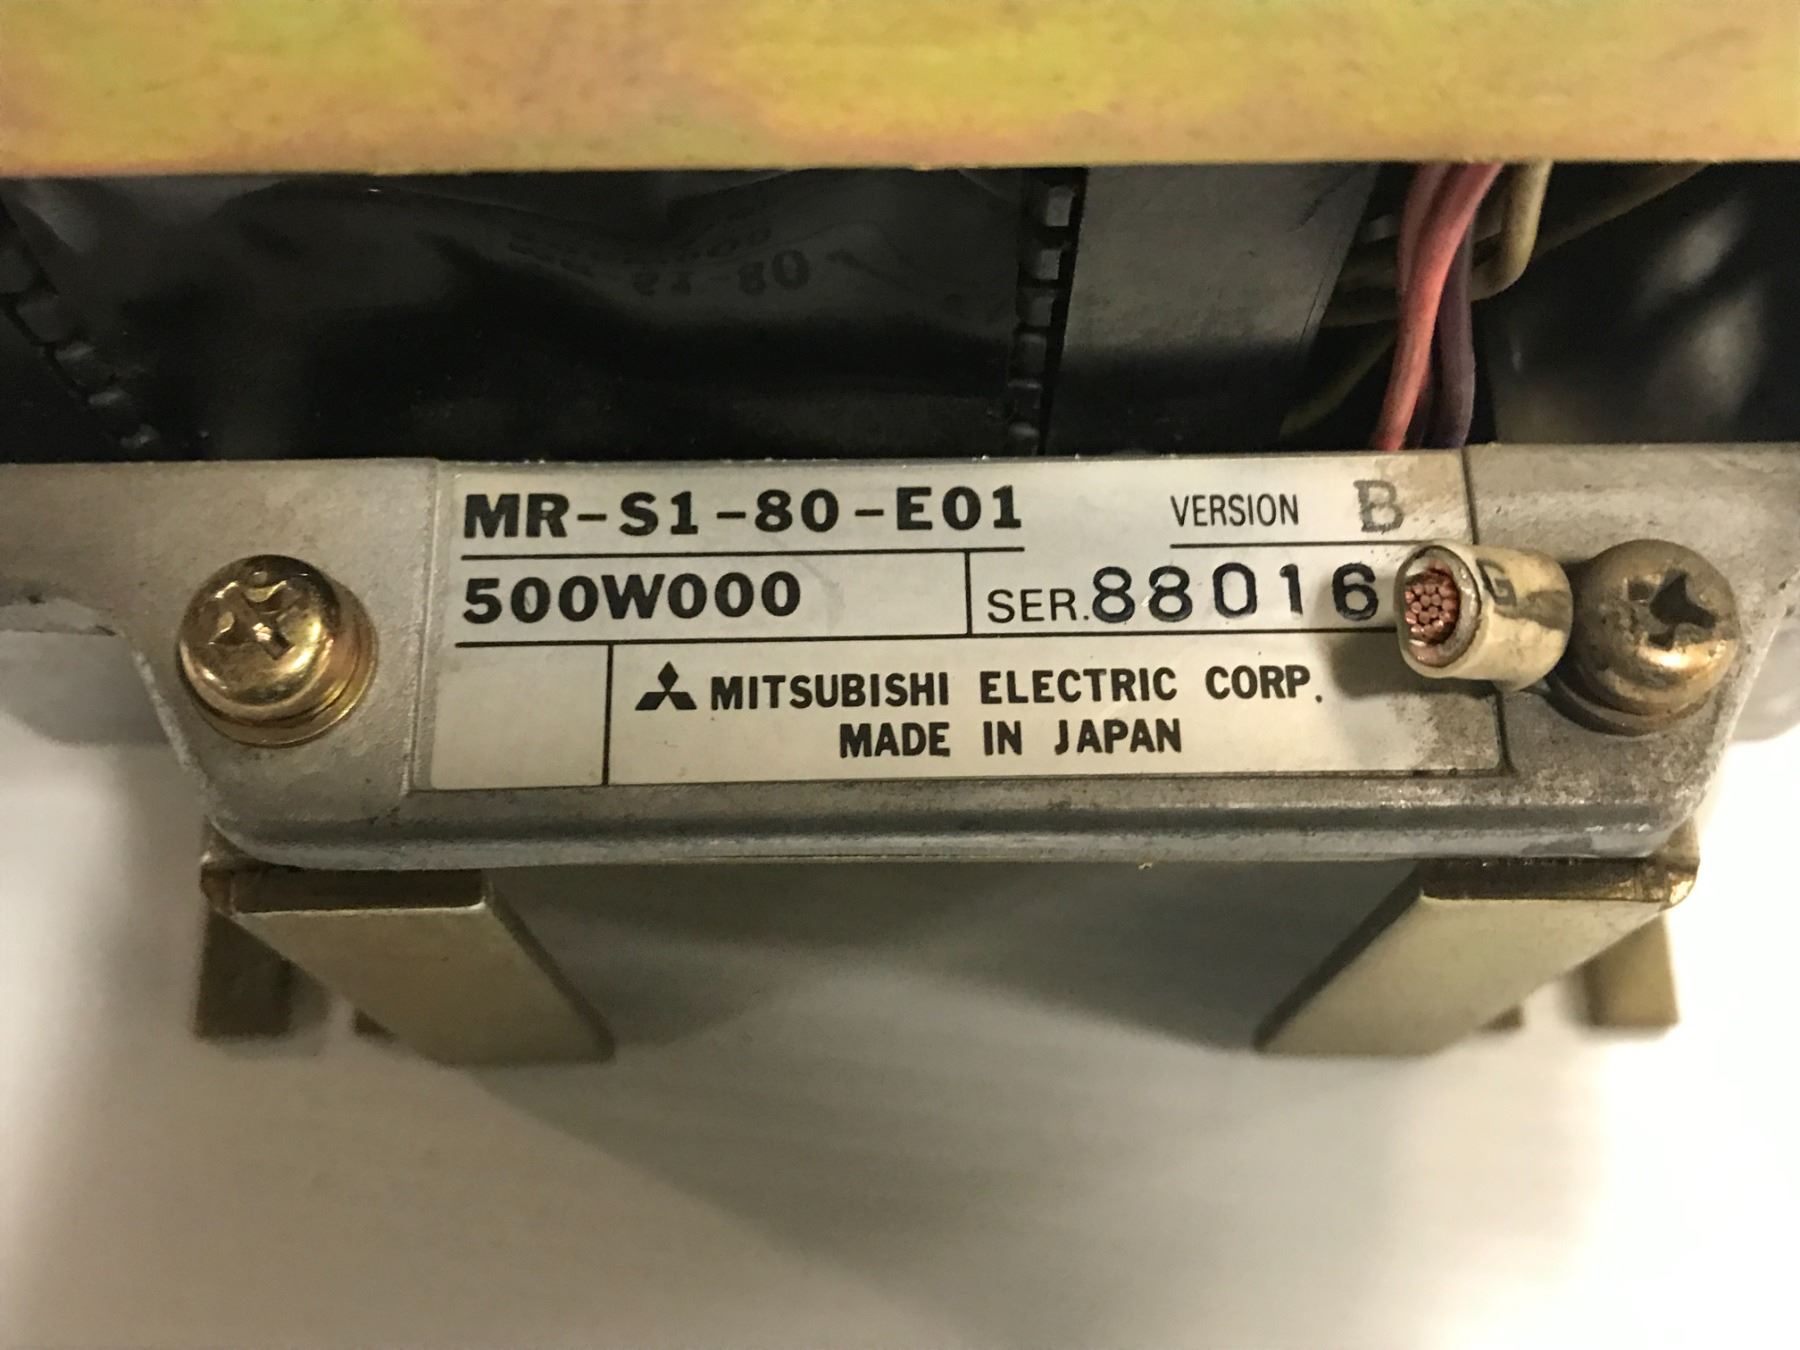 MR-S1-80-E01 VERSION B
500W000 SER.88016
MITSUBISHI ELECTRIC CORP.
MADE IN JAPAN
G